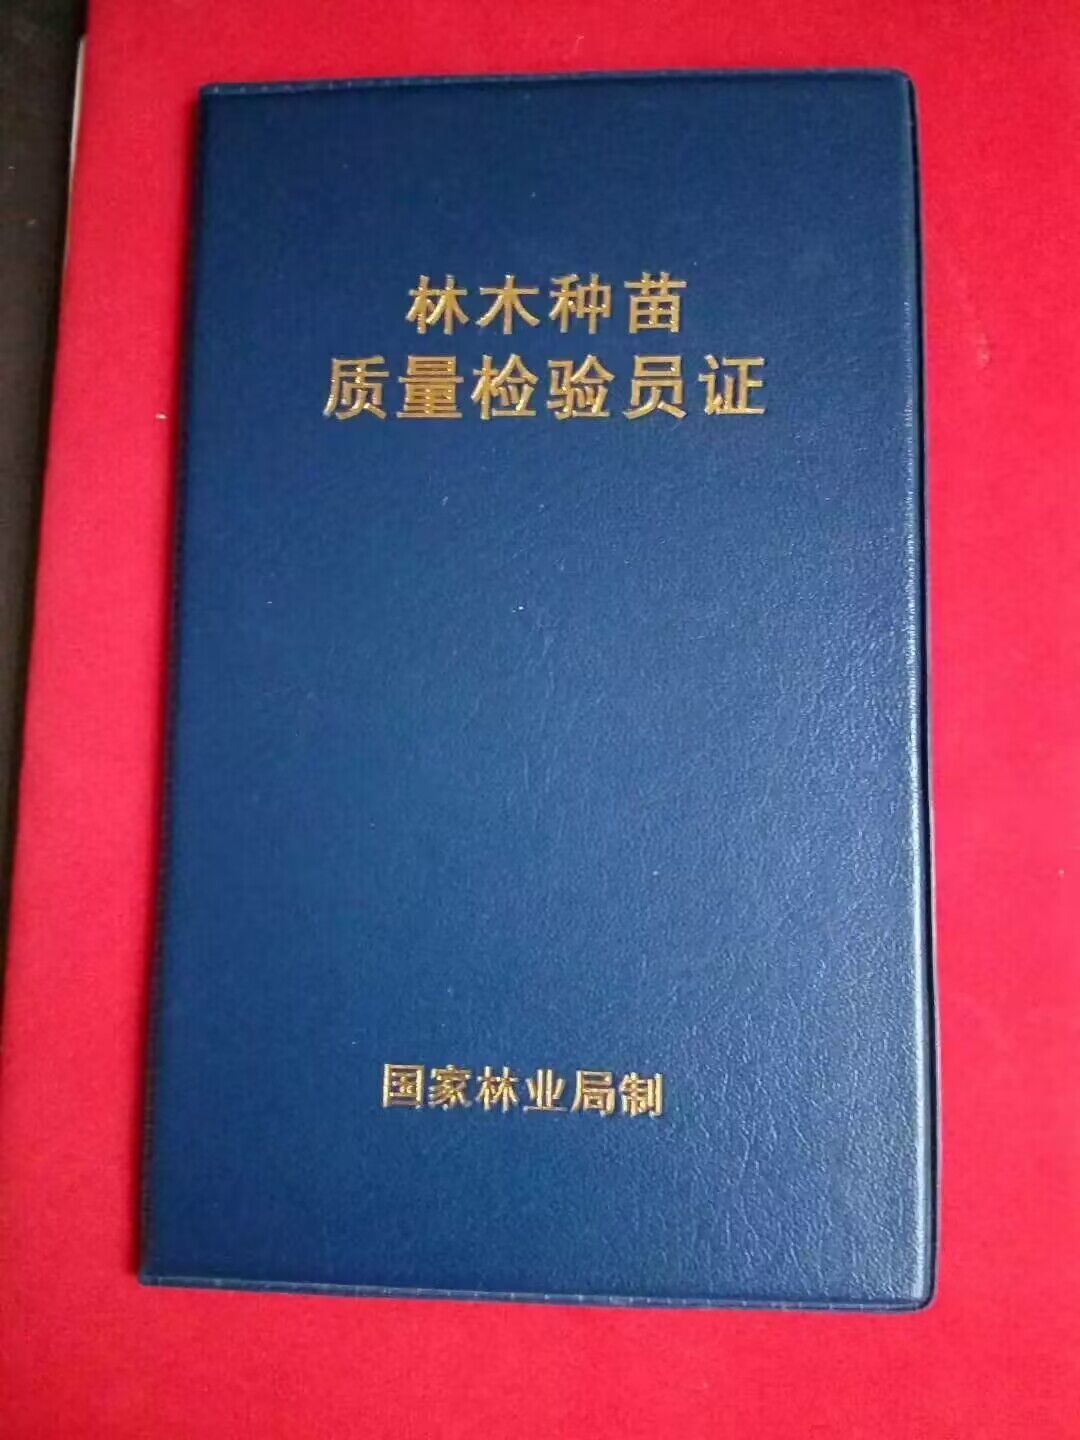 林木种苗
质量检验员证
国家林业局制